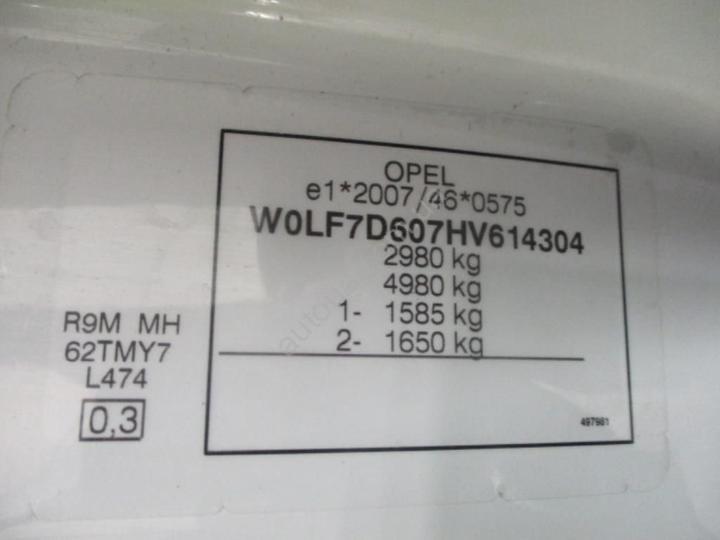 OPEL
e1*2007/46*0575
W0LF7D607HV614304
2980 kg
4980 kg
1- 1585 kg
2- 1650 kg
R9M MH
62TMY7
L474
0,3
497981